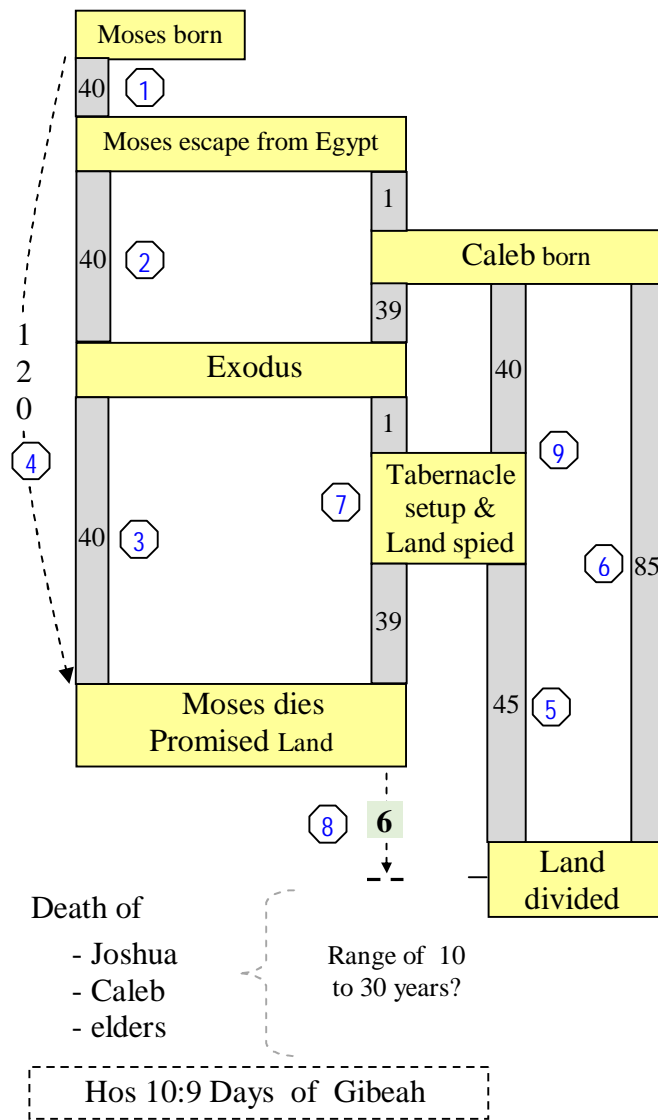 Moses born
40
1
Moses escape from Egypt
1
40
2
Caleb born
39
1
2
0
Exodus
40
1
9
4
7
Tabernacle
setup &
Land spied
40
3
6
85
39
Moses dies
Promised Land
45
5
8
6
Land
divided
Death of
- Joshua
- Caleb
- elders
Range of 10
to 30 years?
Hos 10:9 Days of Gibeah